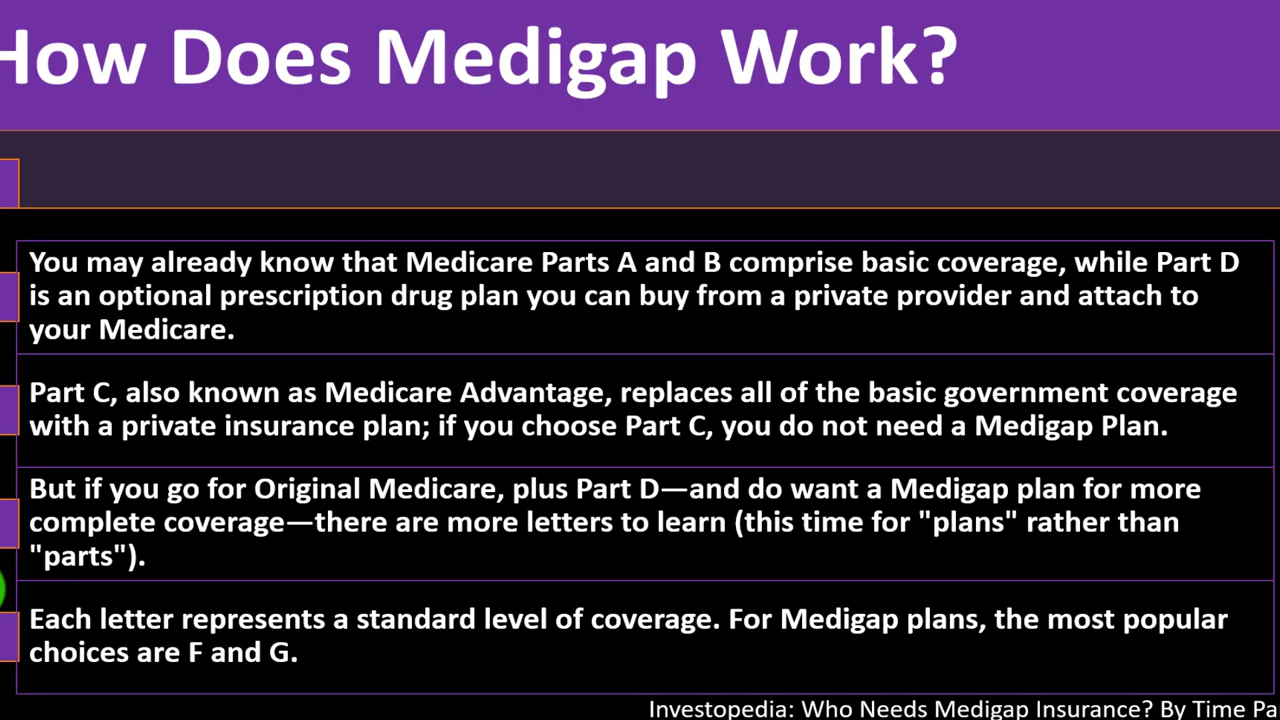 How Does Medigap Work?
You may already know that Medicare Parts A and B comprise basic coverage, while Part D
is an optional prescription drug plan you can buy from a private provider and attach to
your Medicare.
Part C, also known as Medicare Advantage, replaces all of the basic government coverage
with a private insurance plan; if you choose Part C, you do not need a Medigap Plan.
But if you go for Original Medicare, plus Part D—and do want a Medigap plan for more
complete coverage—there are more letters to learn (this time for "plans" rather than
"parts").
Each letter represents a standard level of coverage. For Medigap plans, the most popular
choices are F and G.
Investopedia: Who Needs Medigap Insurance? By Time Pa